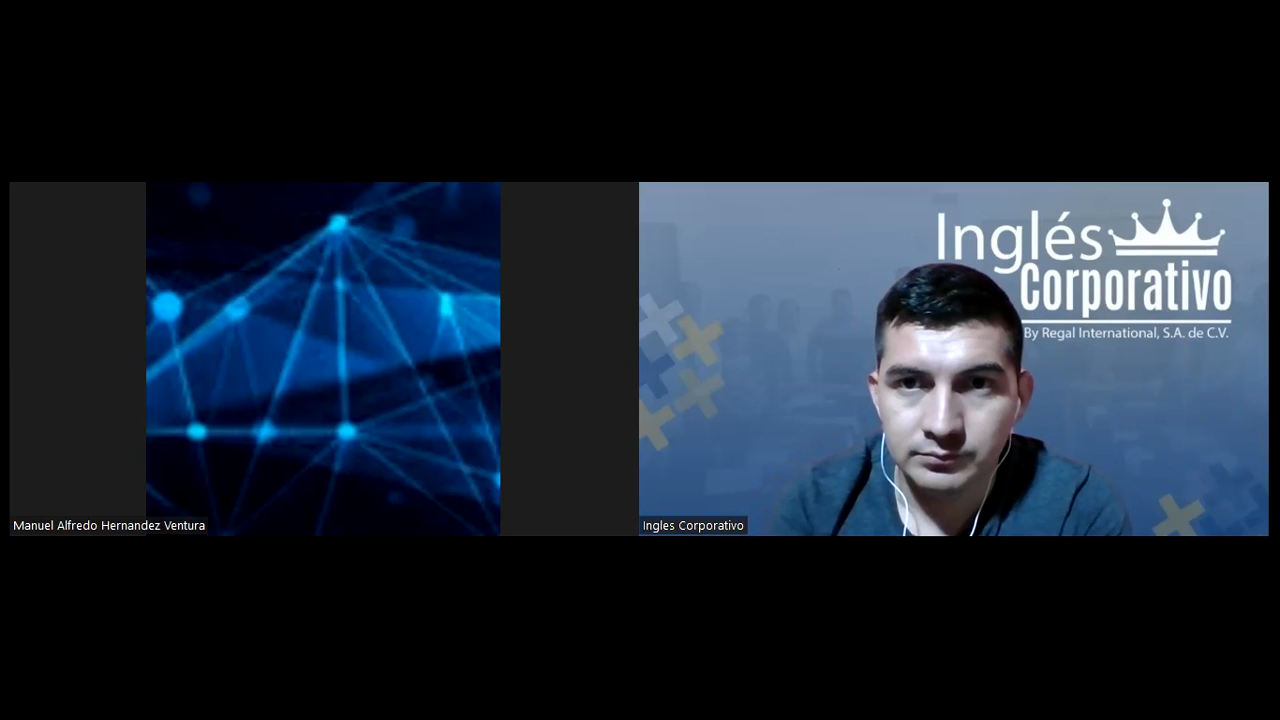 Inglés
Corporativo
By Regal International, S.A. de C.V.
Manuel Alfredo Hernandez Ventura
Ingles Corporativo